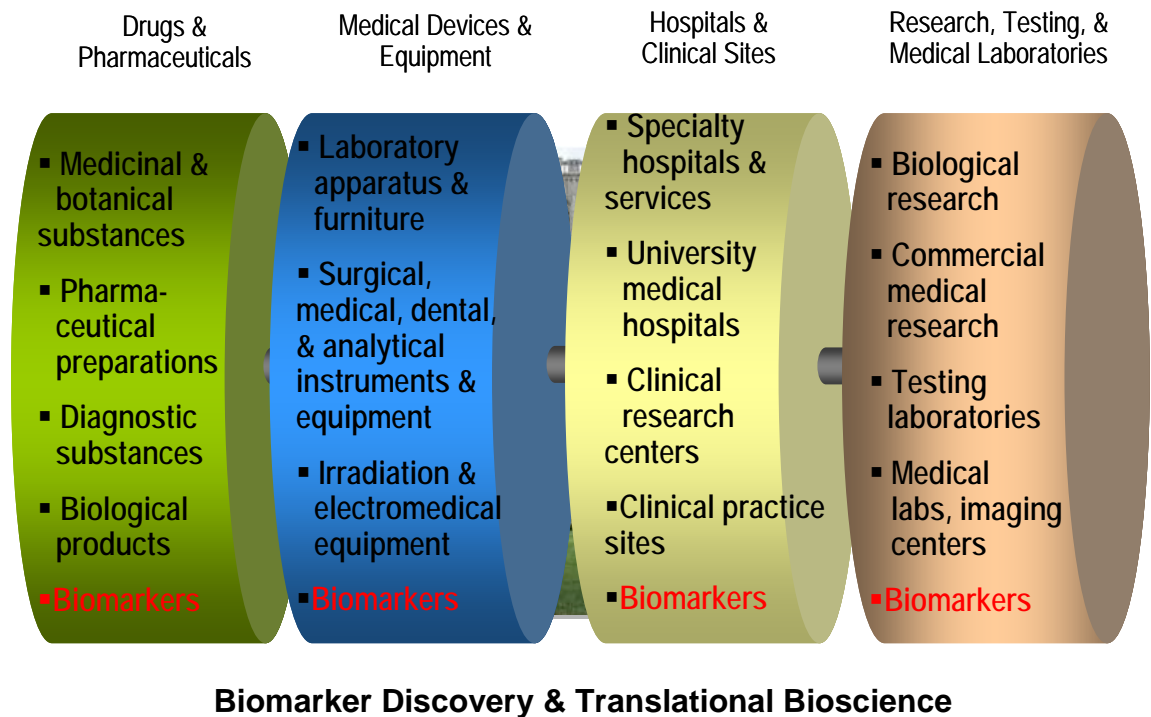 Drugs &
Pharmaceuticals
Medical Devices &
Equipment
Hospitals &
Clinical Sites
Research, Testing, &
Medical Laboratories
▪ Medicinal &
botanical
substances
▪ Pharma-
ceutical
preparations
▪ Diagnostic
substances
▪ Biological
products
▪Biomarkers
▪ Laboratory
apparatus &
furniture
▪ Surgical,
medical, dental,
& analytical
instruments &
equipment
▪ Irradiation &
electromedical
equipment
▪Biomarkers
▪ Specialty
hospitals &
services
▪ University
medical
hospitals
▪ Clinical
research
centers
▪Clinical practice
sites
▪Biomarkers
▪ Biological
research
▪ Commercial
medical
research
▪ Testing
laboratories
▪ Medical
labs, imaging
centers
▪Biomarkers
Biomarker Discovery & Translational Bioscience